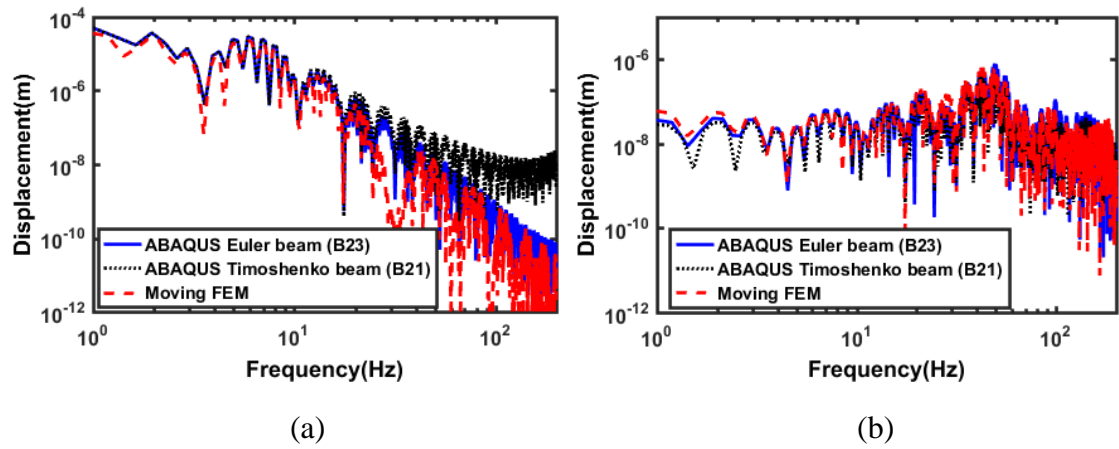 10^-4
10^-6
10^-8
10^-10
10^-12
Displacement(m)
ABAQUS Euler beam (B23)
ABAQUS Timoshenko beam (B21)
Moving FEM
10^0
10^1
10^2
Frequency(Hz)
(a)
10^-6
10^-8
10^-10
10^-12
Displacement(m)
ABAQUS Euler beam (B23)
ABAQUS Timoshenko beam (B21)
Moving FEM
10^0
10^1
10^2
Frequency(Hz)
(b)